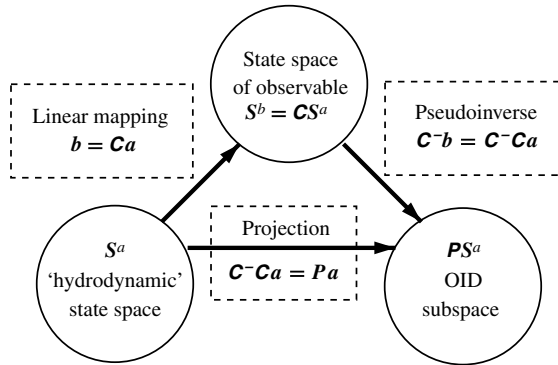 State space
of observable
S^b = CS^a
Linear mapping
b = Ca
Pseudoinverse
C⁻b = C⁻Ca
Projection
C⁻Ca = Pa
S^a
‘hydrodynamic’
state space
PS^a
OID
subspace